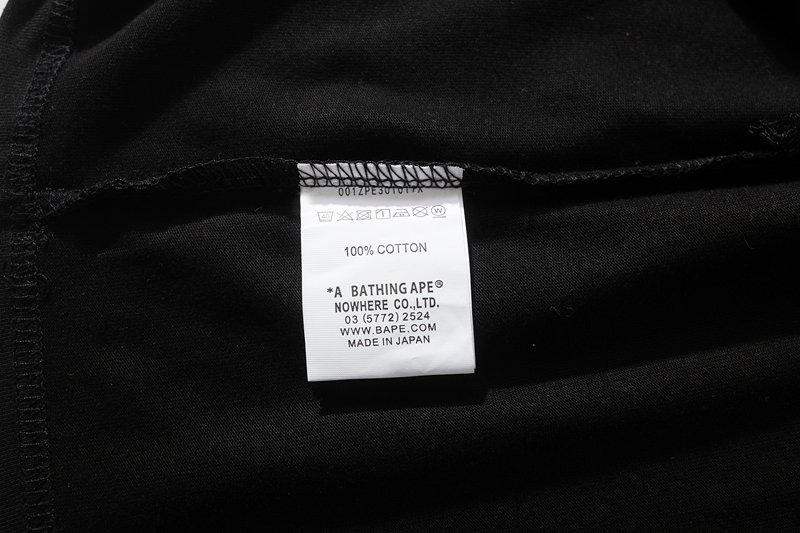 100% COTTON
*A BATHING APE®
NOWHERE CO.,LTD.
03 (5772) 2524
WWW.BAPE.COM
MADE IN JAPAN